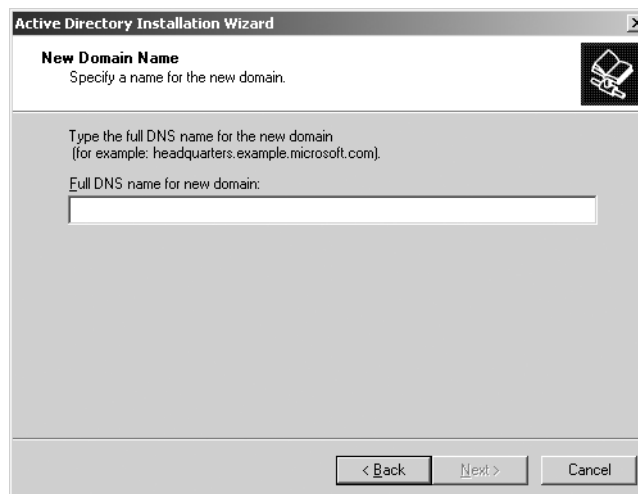 Active Directory Installation Wizard
New Domain Name
Specify a name for the new domain.
Type the full DNS name for the new domain
(for example: headquarters.example.microsoft.com).
Full DNS name for new domain:
< Back Next > Cancel